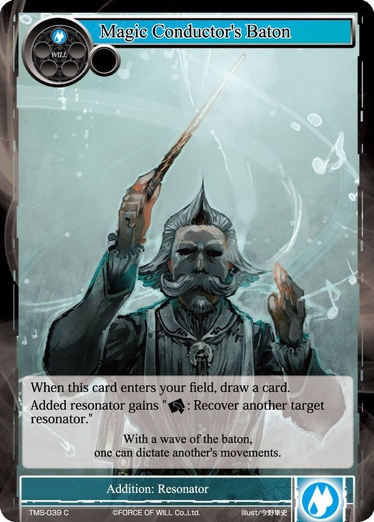 Magic Conductor's Baton
WILL
When this card enters your field, draw a card.
Added resonator gains " : Recover another target
resonator."
With a wave of the baton,
one can dictate another's movements.
Addition: Resonator
TMS-039 C ©FORCE OF WILL Co.,Ltd. Illust/今野隼史